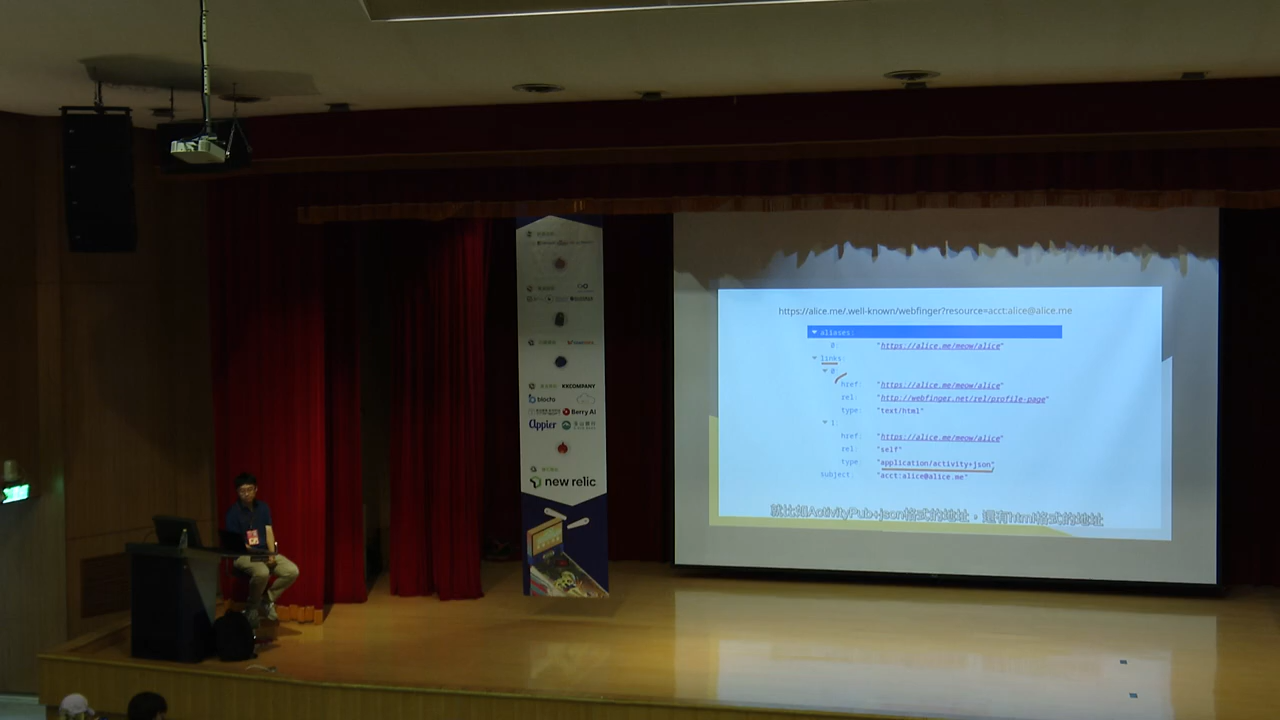 KKCOMPANY
Mocha
Berry AI
Appier
new relic
https://alice.me/.well-known/webfinger?resource=acct:alice@alice.me
aliases:
0: "https://alice.me/meow/alice"
links:
0:
href: "https://alice.me/meow/alice"
rel: "http://webfinger.net/rel/profile-page"
type: "text/html"
1:
href: "https://alice.me/meow/alice"
rel: "self"
type: "application/activity+json"
subject: "acct:alice@alice.me"
就比如ActivityPub+json格式的地址，還有html格式的地址